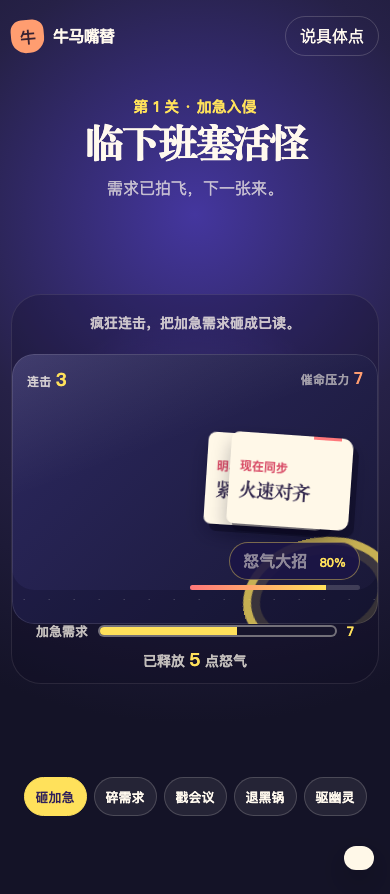 牛 牛马嘴替 说具体点
第 1 关 · 加急入侵
临下班塞活怪
需求已拍飞，下一张来。
疯狂连击，把加急需求砸成已读。
连击 3 催命压力 7
明
紧
现在同步
火速对齐
怒气大招 80%
加急需求 7
已释放 5 点怒气
砸加急 碎需求 戳会议 退黑锅 驱幽灵